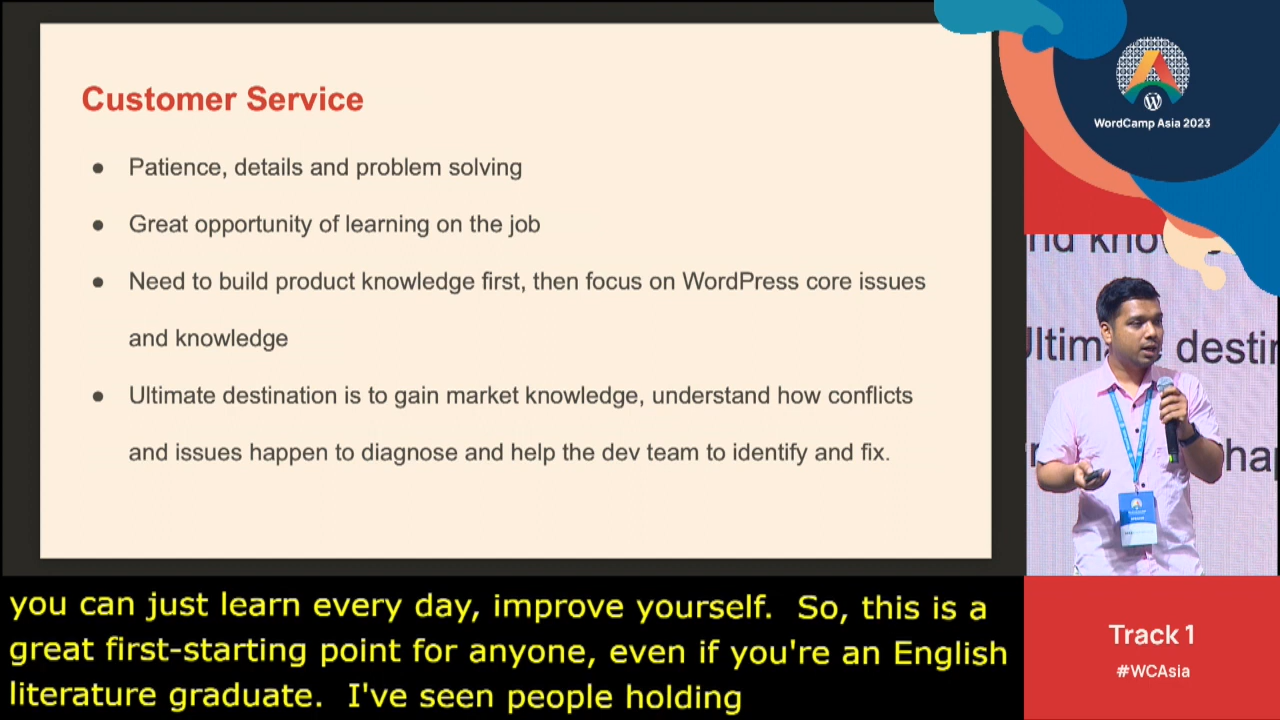 Customer Service
● Patience, details and problem solving
● Great opportunity of learning on the job
● Need to build product knowledge first, then focus on WordPress core issues
and knowledge
● Ultimate destination is to gain market knowledge, understand how conflicts
and issues happen to diagnose and help the dev team to identify and fix.
WordCamp Asia 2023
you can just learn every day, improve yourself.  So, this is a
great first-starting point for anyone, even if you're an English
literature graduate.  I've seen people holding
Track 1
#WCAsia